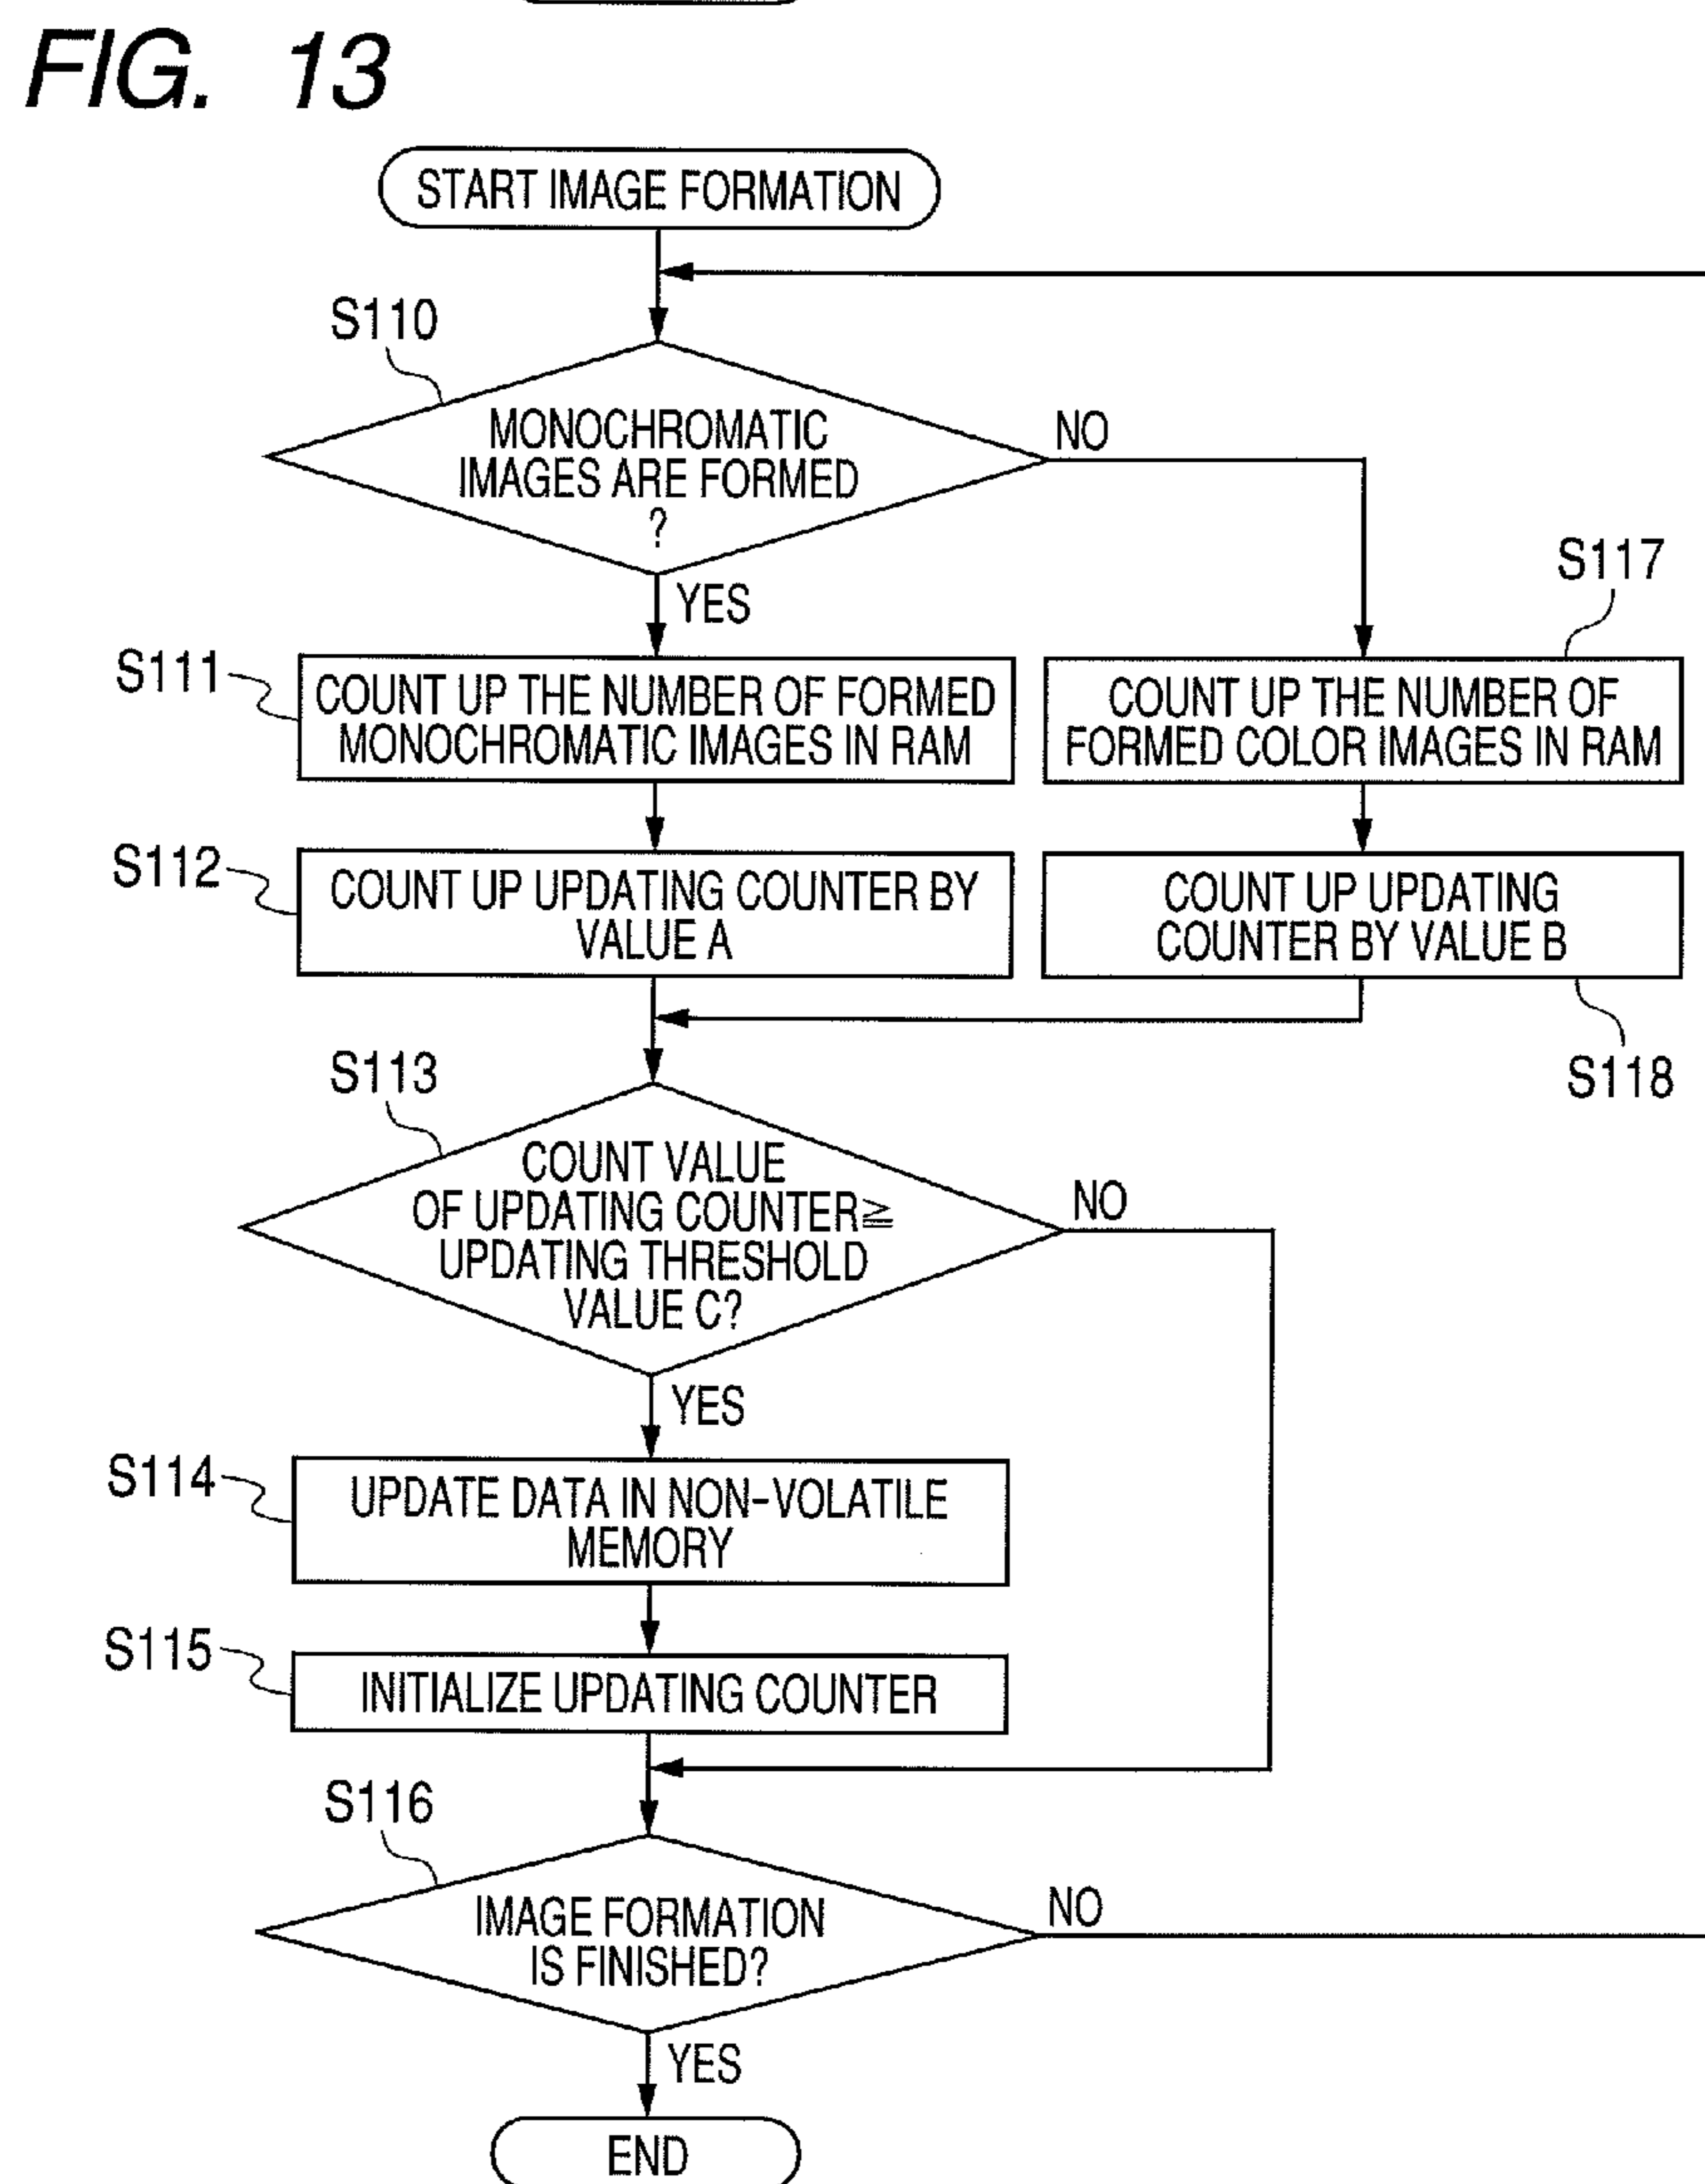 FIG. 13
START IMAGE FORMATION
S110
MONOCHROMATIC
IMAGES ARE FORMED
?
NO
YES
S117
S111
COUNT UP THE NUMBER OF FORMED
MONOCHROMATIC IMAGES IN RAM
COUNT UP THE NUMBER OF
FORMED COLOR IMAGES IN RAM
S112
COUNT UP UPDATING COUNTER BY
VALUE A
COUNT UP UPDATING
COUNTER BY VALUE B
S118
S113
COUNT VALUE
OF UPDATING COUNTER≧
UPDATING THRESHOLD
VALUE C?
NO
YES
S114
UPDATE DATA IN NON-VOLATILE
MEMORY
S115
INITIALIZE UPDATING COUNTER
S116
IMAGE FORMATION
IS FINISHED?
NO
YES
END